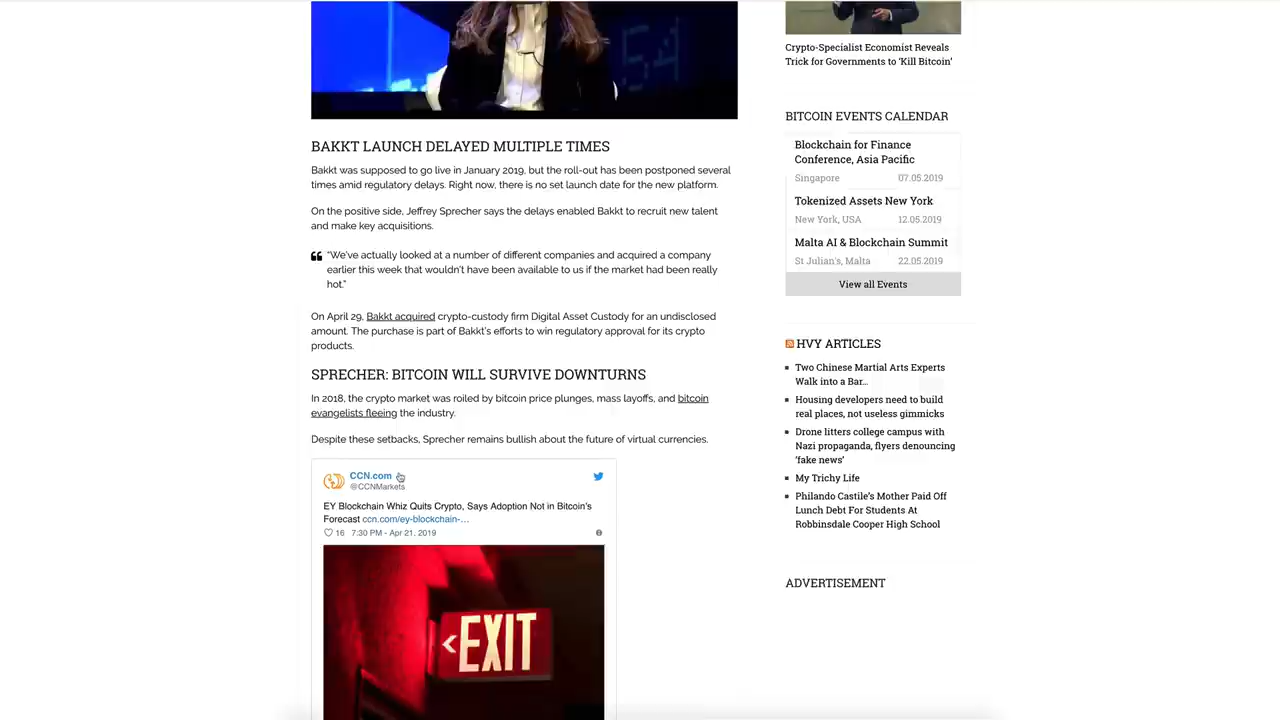 BAKKT LAUNCH DELAYED MULTIPLE TIMES
Bakkt was supposed to go live in January 2019, but the roll-out has been postponed several
times amid regulatory delays. Right now, there is no set launch date for the new platform.
On the positive side, Jeffrey Sprecher says the delays enabled Bakkt to recruit new talent
and make key acquisitions.
“We’ve actually looked at a number of different companies and acquired a company
earlier this week that wouldn’t have been available to us if the market had been really
hot.”
On April 29, Bakkt acquired crypto-custody firm Digital Asset Custody for an undisclosed
amount. The purchase is part of Bakkt’s efforts to win regulatory approval for its crypto
products.
SPRECHER: BITCOIN WILL SURVIVE DOWNTURNS
In 2018, the crypto market was roiled by bitcoin price plunges, mass layoffs, and bitcoin
evangelists fleeing the industry.
Despite these setbacks, Sprecher remains bullish about the future of virtual currencies.
CCN.com
@CCNMarkets
EY Blockchain Whiz Quits Crypto, Says Adoption Not in Bitcoin's
Forecast ccn.com/ey-blockchain-…
16 7:30 PM - Apr 21, 2019
EXIT
54
Crypto-Specialist Economist Reveals
Trick for Governments to ‘Kill Bitcoin’
BITCOIN EVENTS CALENDAR
Blockchain for Finance
Conference, Asia Pacific
Singapore 07.05.2019
Tokenized Assets New York
New York, USA 12.05.2019
Malta AI & Blockchain Summit
St Julian's, Malta 22.05.2019
View all Events
HVY ARTICLES
Two Chinese Martial Arts Experts
Walk into a Bar…
Housing developers need to build
real places, not useless gimmicks
Drone litters college campus with
Nazi propaganda, flyers denouncing
‘fake news’
My Trichy Life
Philando Castile’s Mother Paid Off
Lunch Debt For Students At
Robbinsdale Cooper High School
ADVERTISEMENT